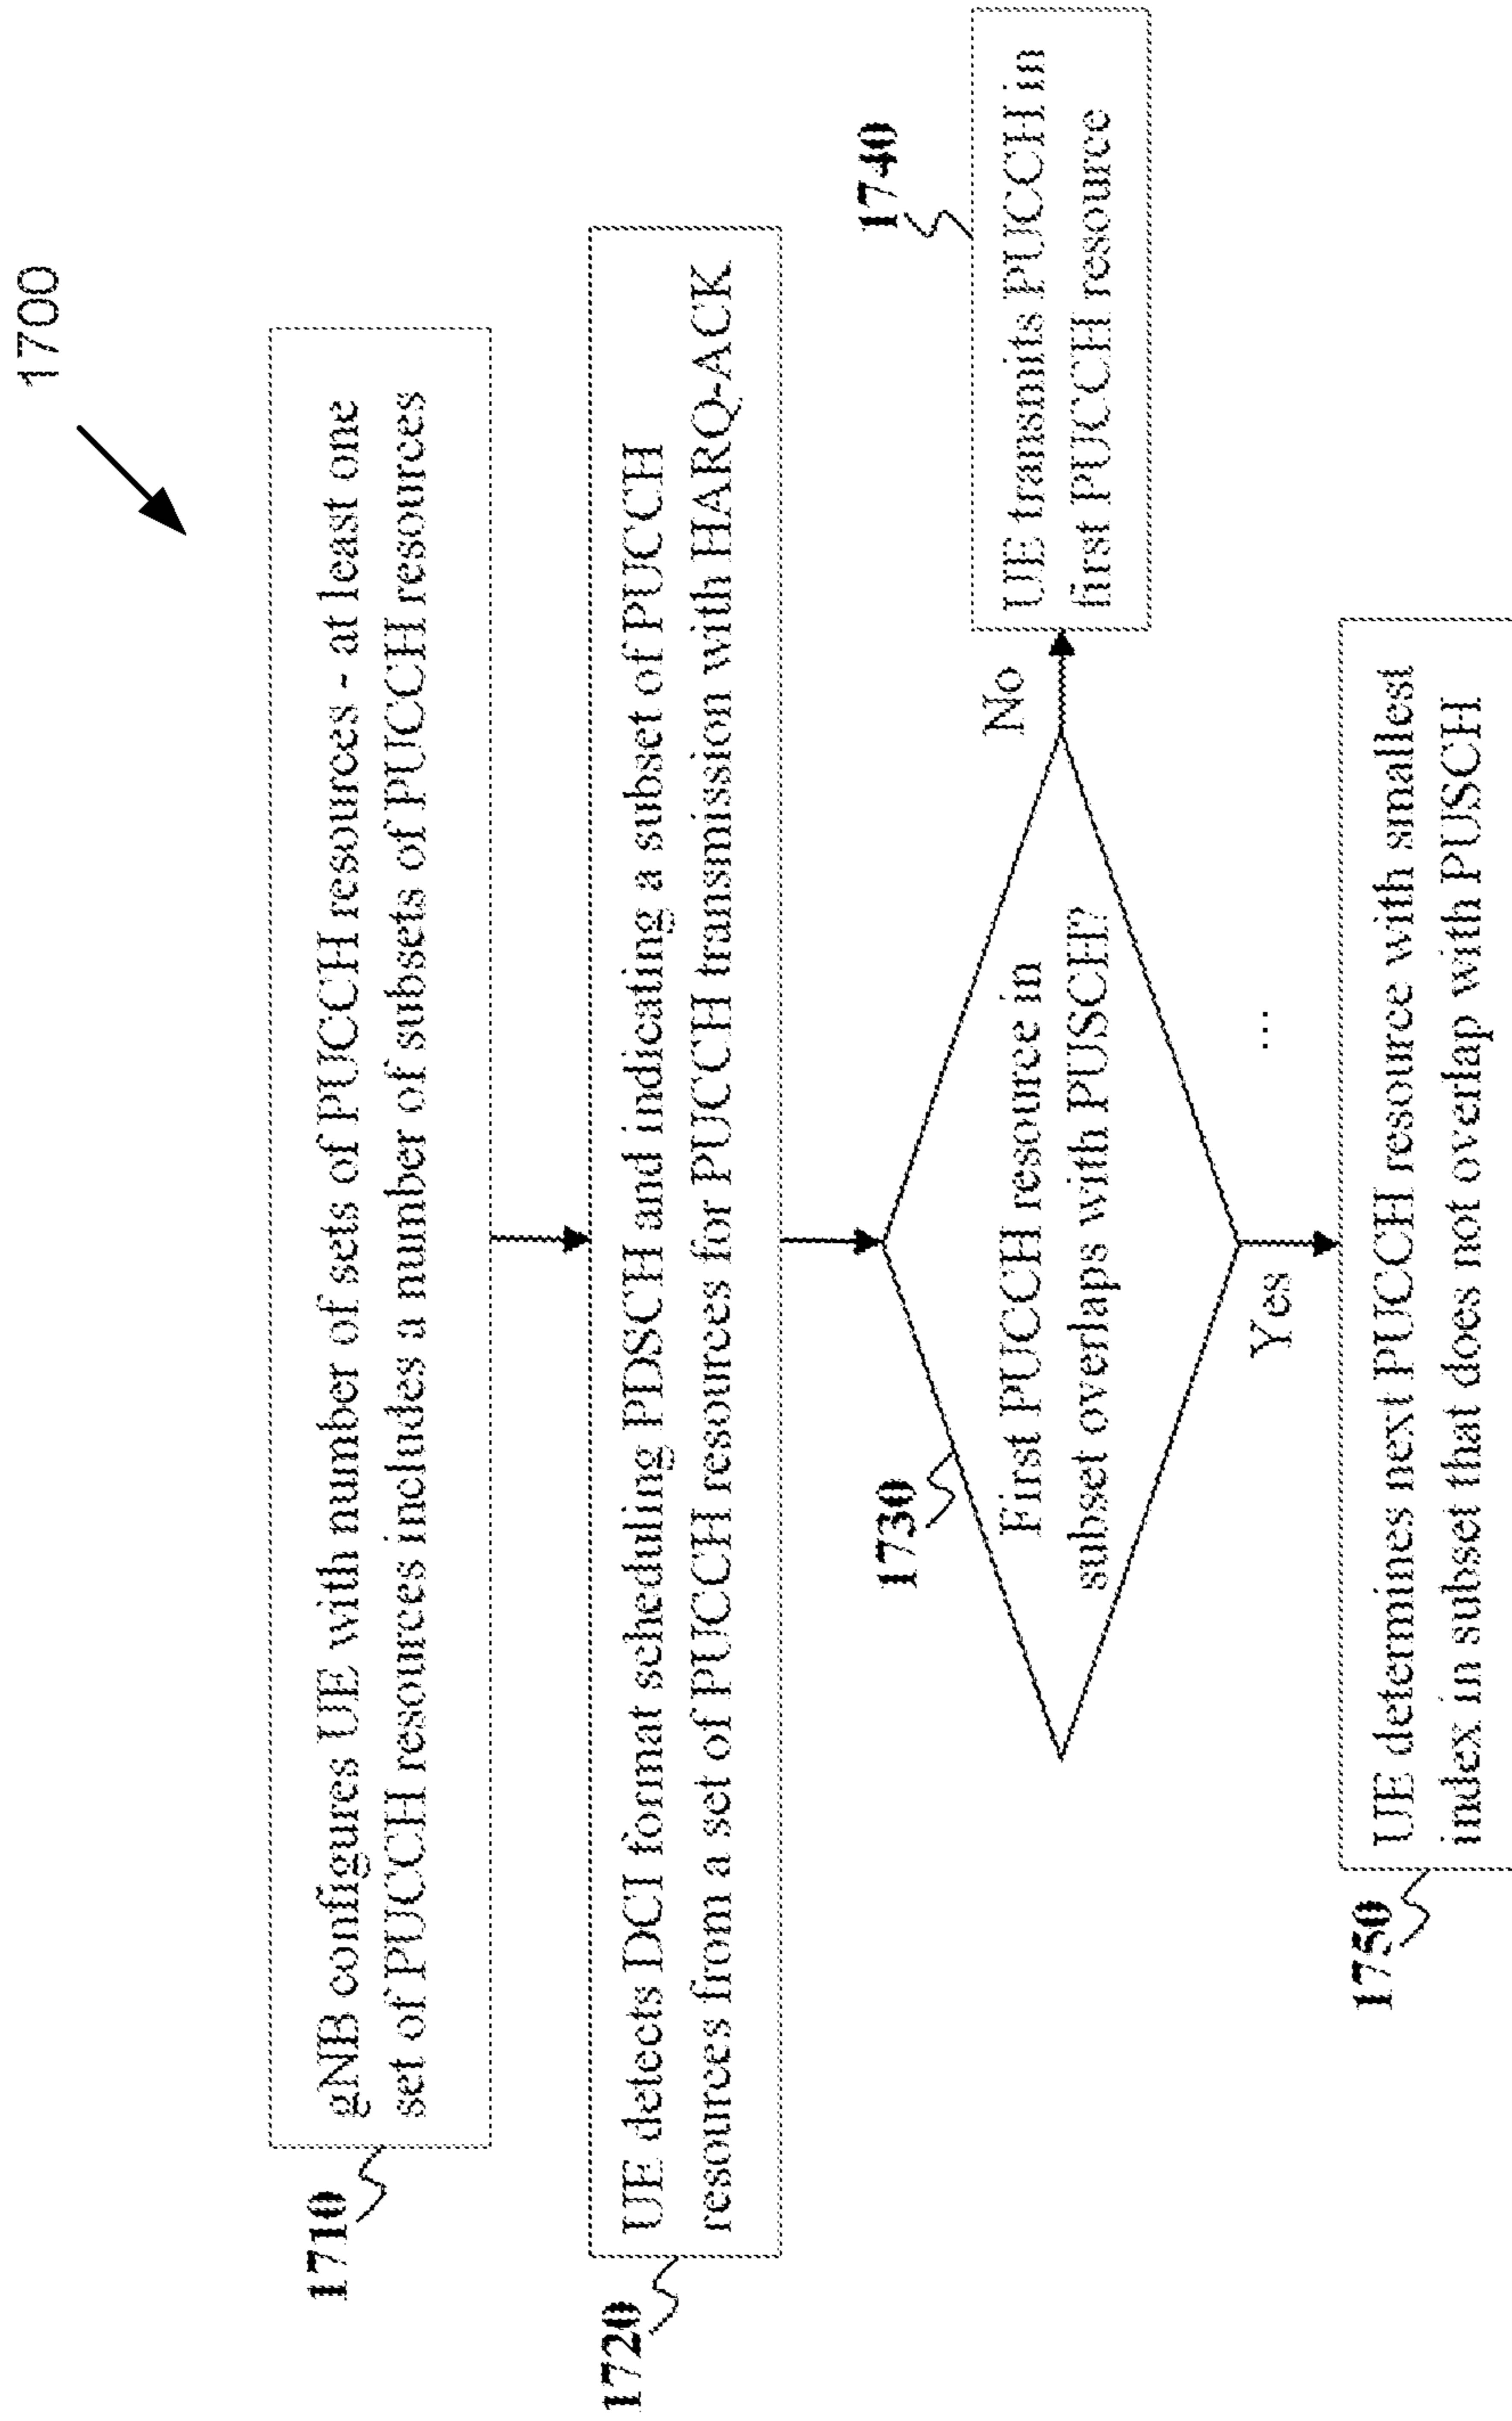 1700
1710
gNB configures UE with number of sets of PUCCH resources - at least one
set of PUCCH resources includes a number of subsets of PUCCH resources
1720
UE detects DCI format scheduling PDSCH and indicating a subset of PUCCH
resources from a set of PUCCH resources for PUCCH transmission with HARQ-ACK
1730
First PUCCH resource in
subset overlaps with PUSCH?
No
1740
UE transmits PUCCH in
first PUCCH resource
Yes
...
1750
UE determines next PUCCH resource with smallest
index in subset that does not overlap with PUSCH